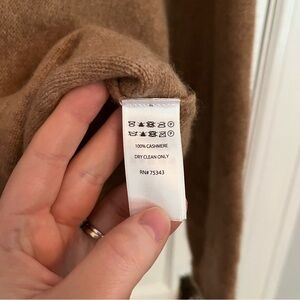 100% CASHMERE
DRY CLEAN ONLY
RN# 75343